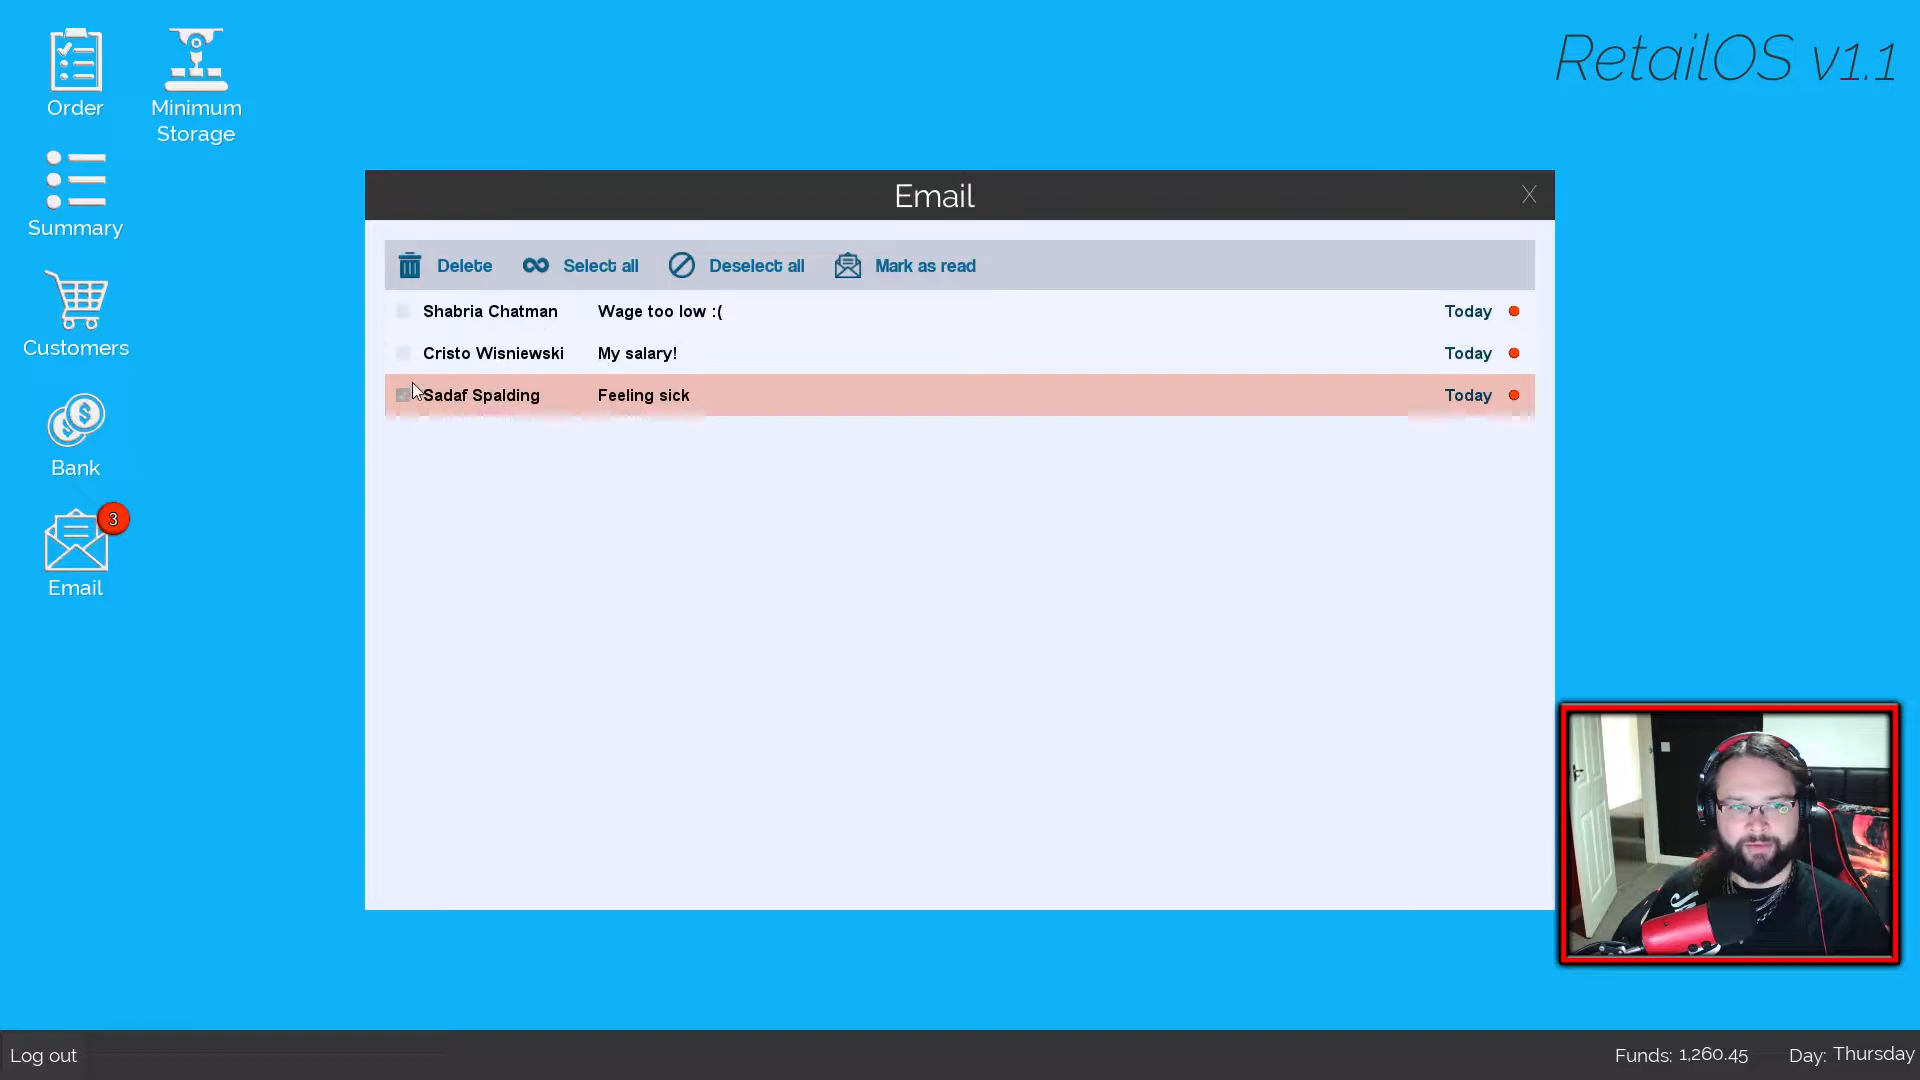 Order
Minimum
Storage
RetailOS v1.1
Summary
Customers
Bank
3
Email
Email
X
Delete
Select all
Deselect all
Mark as read
Shabria Chatman Wage too low :( Today
Cristo Wisniewski My salary! Today
Sadaf Spalding Feeling sick Today
Log out
Funds: 1,260.45
Day: Thursday